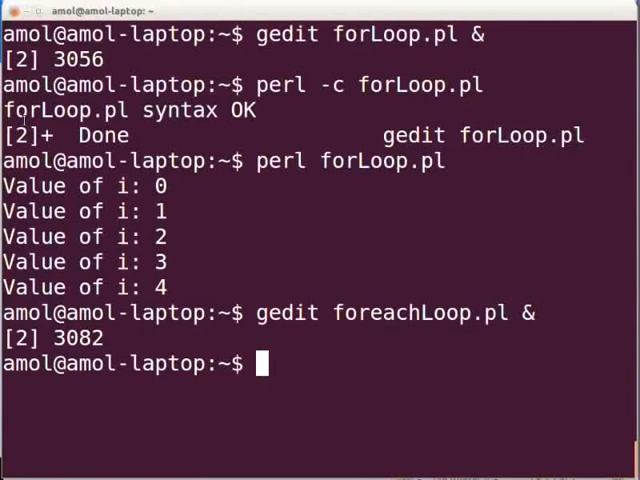 amol@amol-laptop: ~
amol@amol-laptop:~$ gedit forLoop.pl &
[2] 3056
amol@amol-laptop:~$ perl -c forLoop.pl
forLoop.pl syntax OK
[2]+  Done                    gedit forLoop.pl
amol@amol-laptop:~$ perl forLoop.pl
Value of i: 0
Value of i: 1
Value of i: 2
Value of i: 3
Value of i: 4
amol@amol-laptop:~$ gedit foreachLoop.pl &
[2] 3082
amol@amol-laptop:~$